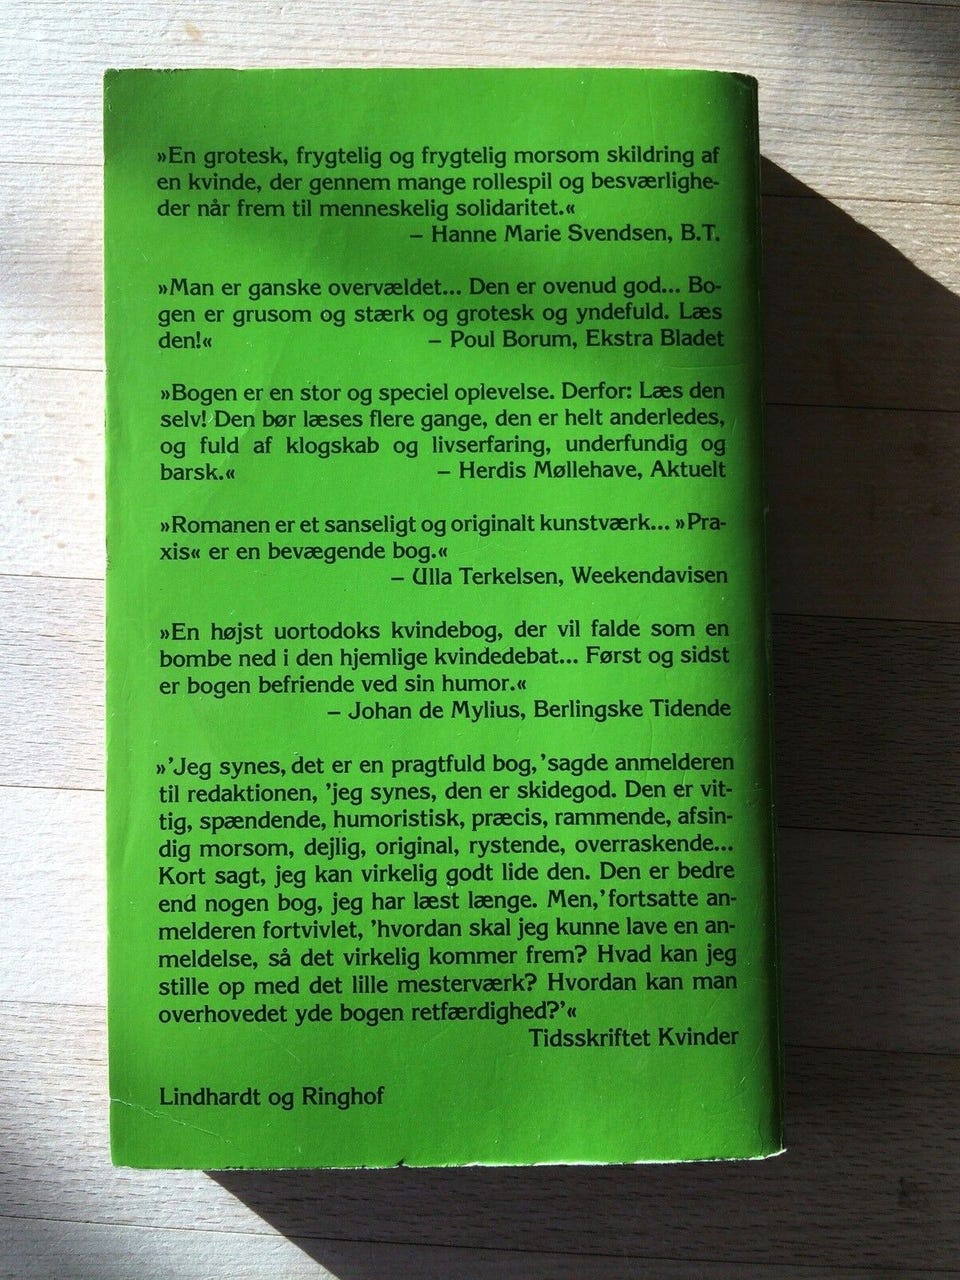 »En grotesk, frygtelig og frygtelig morsom skildring af
en kvinde, der gennem mange rollespil og besværlighe-
der når frem til menneskelig solidaritet.«
– Hanne Marie Svendsen, B.T.
»Man er ganske overvældet... Den er ovenud god... Bo-
gen er grusom og stærk og grotesk og yndefuld. Læs
den!« – Poul Borum, Ekstra Bladet
»Bogen er en stor og speciel oplevelse. Derfor: Læs den
selv! Den bør læses flere gange, den er helt anderledes,
og fuld af klogskab og livserfaring, underfundig og
barsk.« – Herdis Møllehave, Aktuelt
»Romanen er et sanseligt og originalt kunstværk... »Pra-
xis« er en bevægende bog.«
– Ulla Terkelsen, Weekendavisen
»En højst uortodoks kvindebog, der vil falde som en
bombe ned i den hjemlige kvindedebat... Først og sidst
er bogen befriende ved sin humor.«
– Johan de Mylius, Berlingske Tidende
»’Jeg synes, det er en pragtfuld bog,’sagde anmelderen
til redaktionen, ’jeg synes, den er skidegod. Den er vit-
tig, spændende, humoristisk, præcis, rammende, afsin-
dig morsom, dejlig, original, rystende, overraskende...
Kort sagt, jeg kan virkelig godt lide den. Den er bedre
end nogen bog, jeg har læst længe. Men,’fortsatte an-
melderen fortvivlet, ’hvordan skal jeg kunne lave en an-
meldelse, så det virkelig kommer frem? Hvad kan jeg
stille op med det lille mesterværk? Hvordan kan man
overhovedet yde bogen retfærdighed?’«
Tidsskriftet Kvinder
Lindhardt og Ringhof